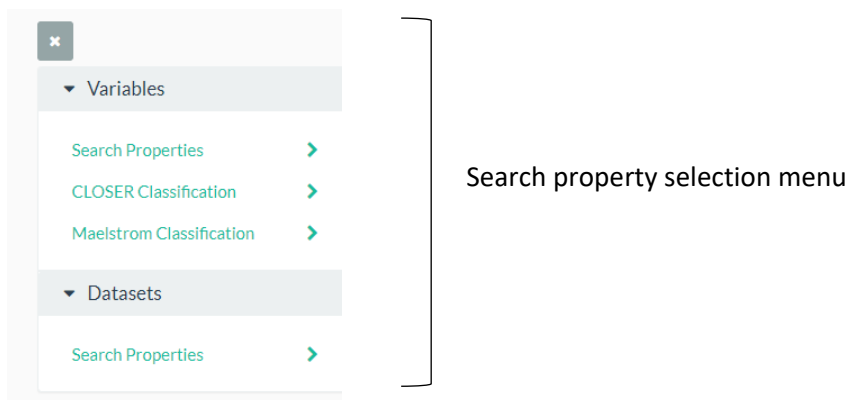 Variables
Search Properties
CLOSER Classification
Maelstrom Classification
Datasets
Search Properties
Search property selection menu